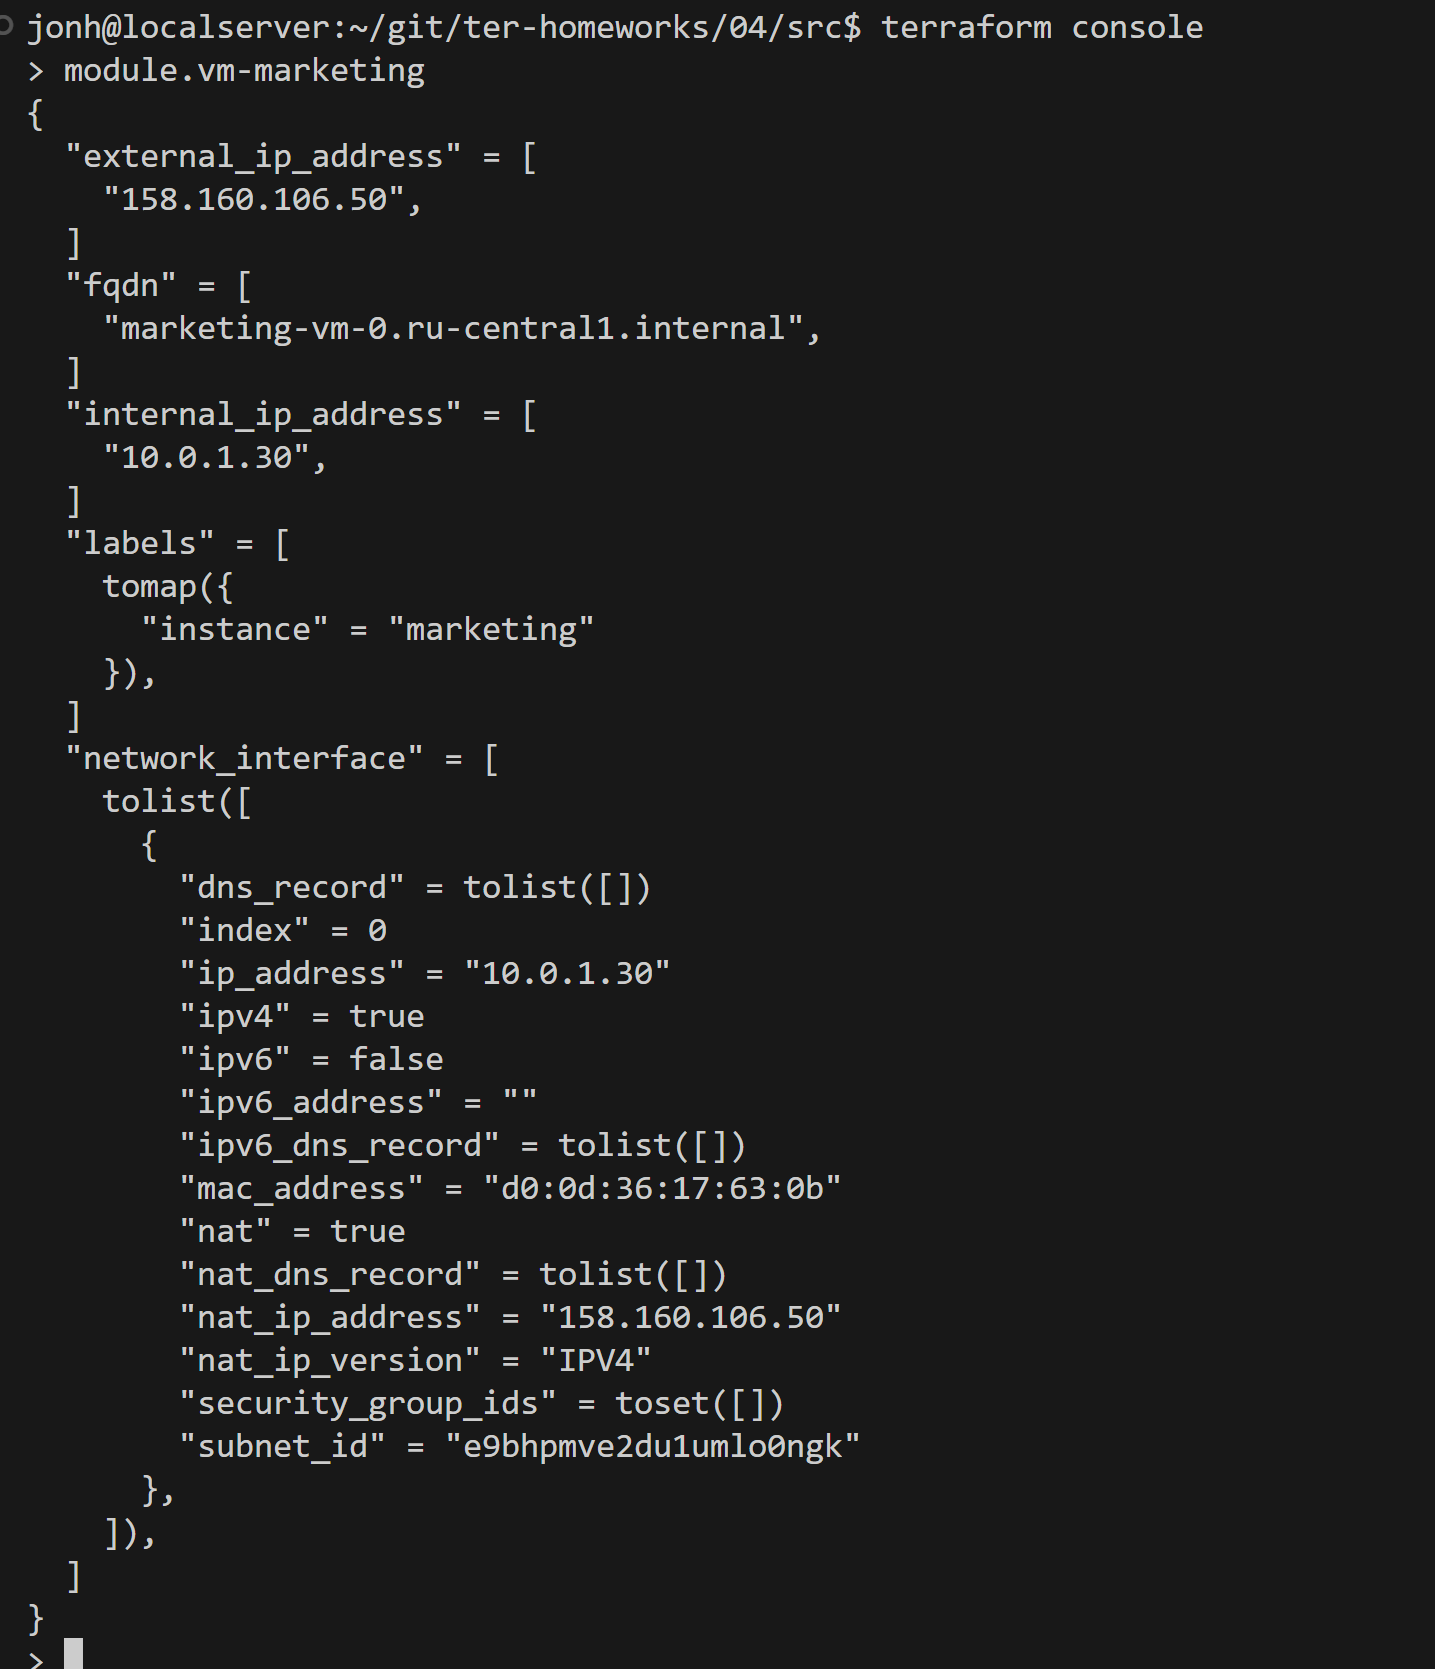 jonh@localserver:~/git/ter-homeworks/04/src$ terraform console
> module.vm-marketing
{
  "external_ip_address" = [
    "158.160.106.50",
  ]
  "fqdn" = [
    "marketing-vm-0.ru-central1.internal",
  ]
  "internal_ip_address" = [
    "10.0.1.30",
  ]
  "labels" = [
    tomap({
      "instance" = "marketing"
    }),
  ]
  "network_interface" = [
    tolist([
      {
        "dns_record" = tolist([])
        "index" = 0
        "ip_address" = "10.0.1.30"
        "ipv4" = true
        "ipv6" = false
        "ipv6_address" = ""
        "ipv6_dns_record" = tolist([])
        "mac_address" = "d0:0d:36:17:63:0b"
        "nat" = true
        "nat_dns_record" = tolist([])
        "nat_ip_address" = "158.160.106.50"
        "nat_ip_version" = "IPV4"
        "security_group_ids" = toset([])
        "subnet_id" = "e9bhpmve2du1umlo0ngk"
      },
    ]),
  ]
}
>